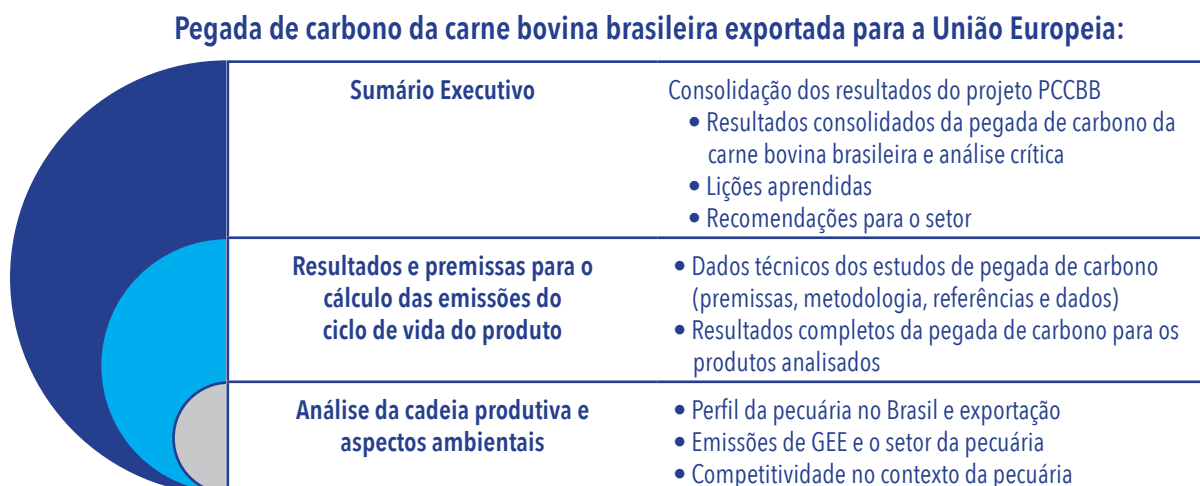 Pegada de carbono da carne bovina brasileira exportada para a União Europeia:
Sumário Executivo
Consolidação dos resultados do projeto PCCBB
• Resultados consolidados da pegada de carbono da
carne bovina brasileira e análise crítica
• Lições aprendidas
• Recomendações para o setor
Resultados e premissas para o
cálculo das emissões do
ciclo de vida do produto
• Dados técnicos dos estudos de pegada de carbono
(premissas, metodologia, referências e dados)
• Resultados completos da pegada de carbono para os
produtos analisados
Análise da cadeia produtiva e
aspectos ambientais
• Perfil da pecuária no Brasil e exportação
• Emissões de GEE e o setor da pecuária
• Competitividade no contexto da pecuária